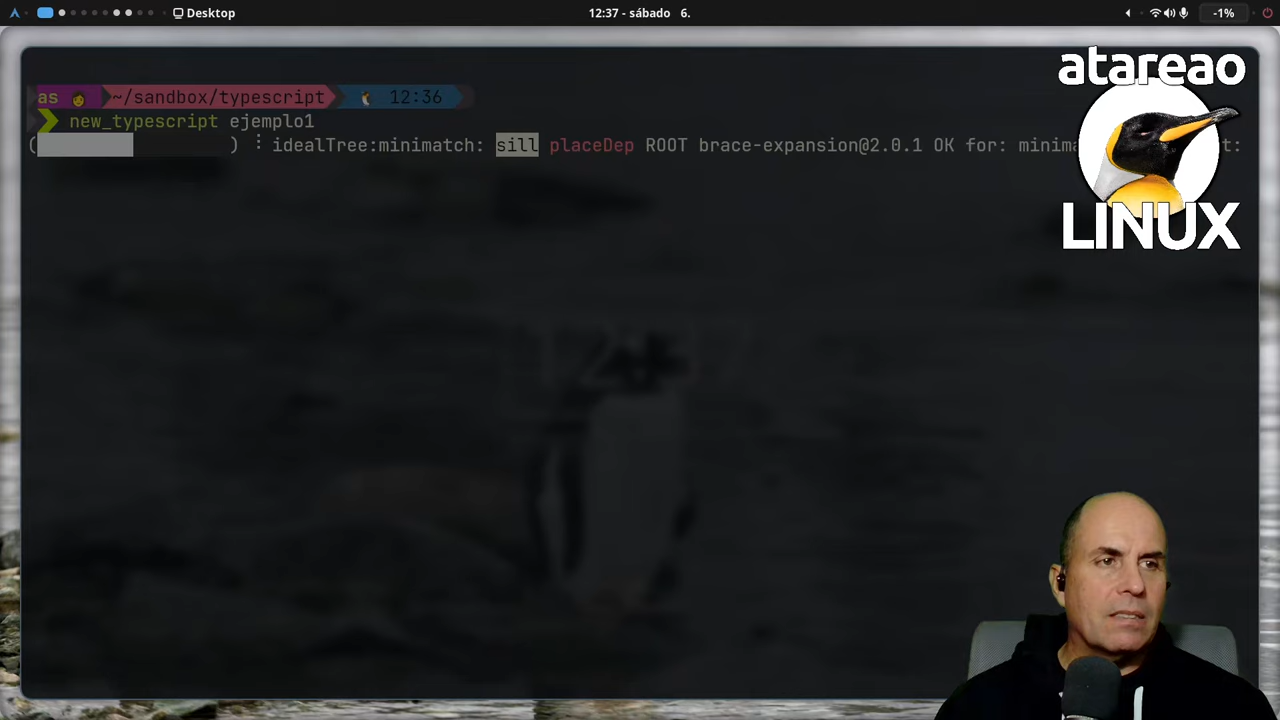 Desktop
12:37 - sábado 6.
-1%
atareao
LINUX
as ~/sandbox/typescript 12:36
new_typescript ejemplo1
( ) ⠸ idealTree:minimatch: sill placeDep ROOT brace-expansion@2.0.1 OK for: minima t: